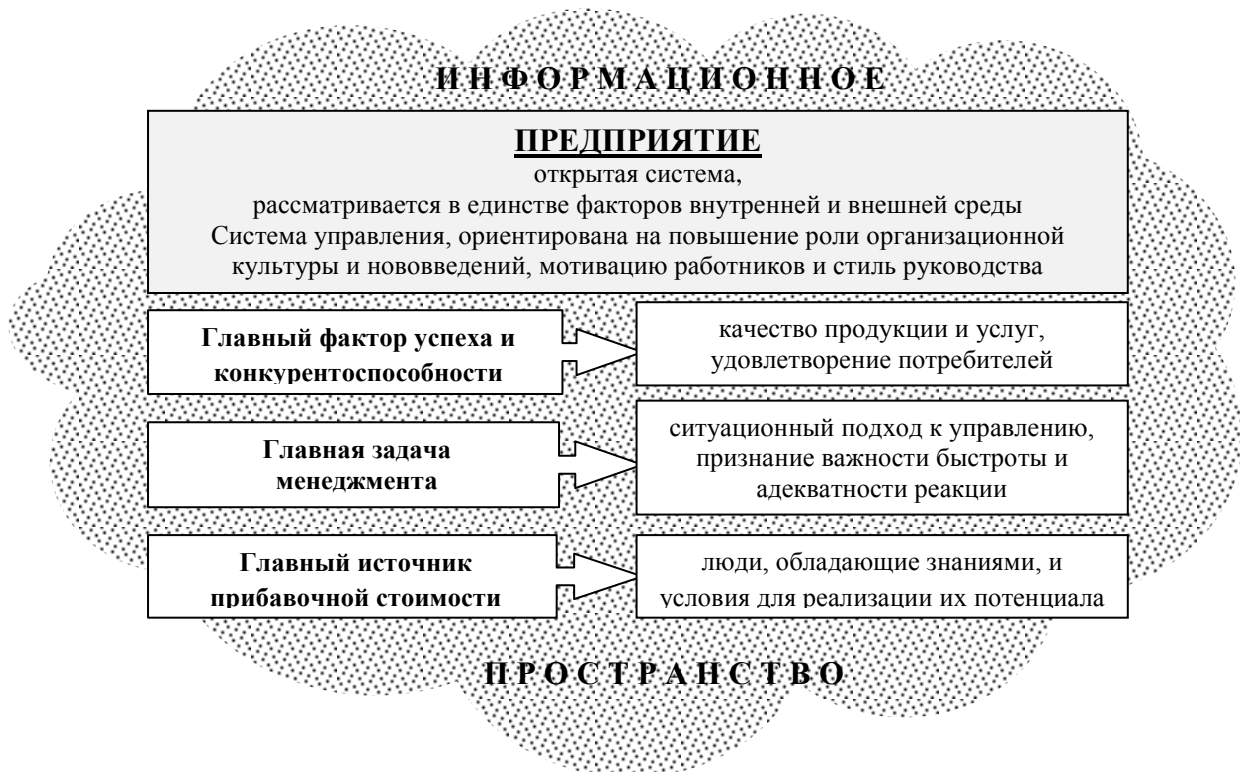 ИНФОРМАЦИОННОЕ
ПРЕДПРИЯТИЕ
открытая система,
рассматривается в единстве факторов внутренней и внешней среды
Система управления, ориентирована на повышение роли организационной
культуры и нововведений, мотивацию работников и стиль руководства
Главный фактор успеха и
конкурентоспособности
качество продукции и услуг,
удовлетворение потребителей
Главная задача
менеджмента
ситуационный подход к управлению,
признание важности быстроты и
адекватности реакции
Главный источник
прибавочной стоимости
люди, обладающие знаниями, и
условия для реализации их потенциала
ПРОСТРАНСТВО